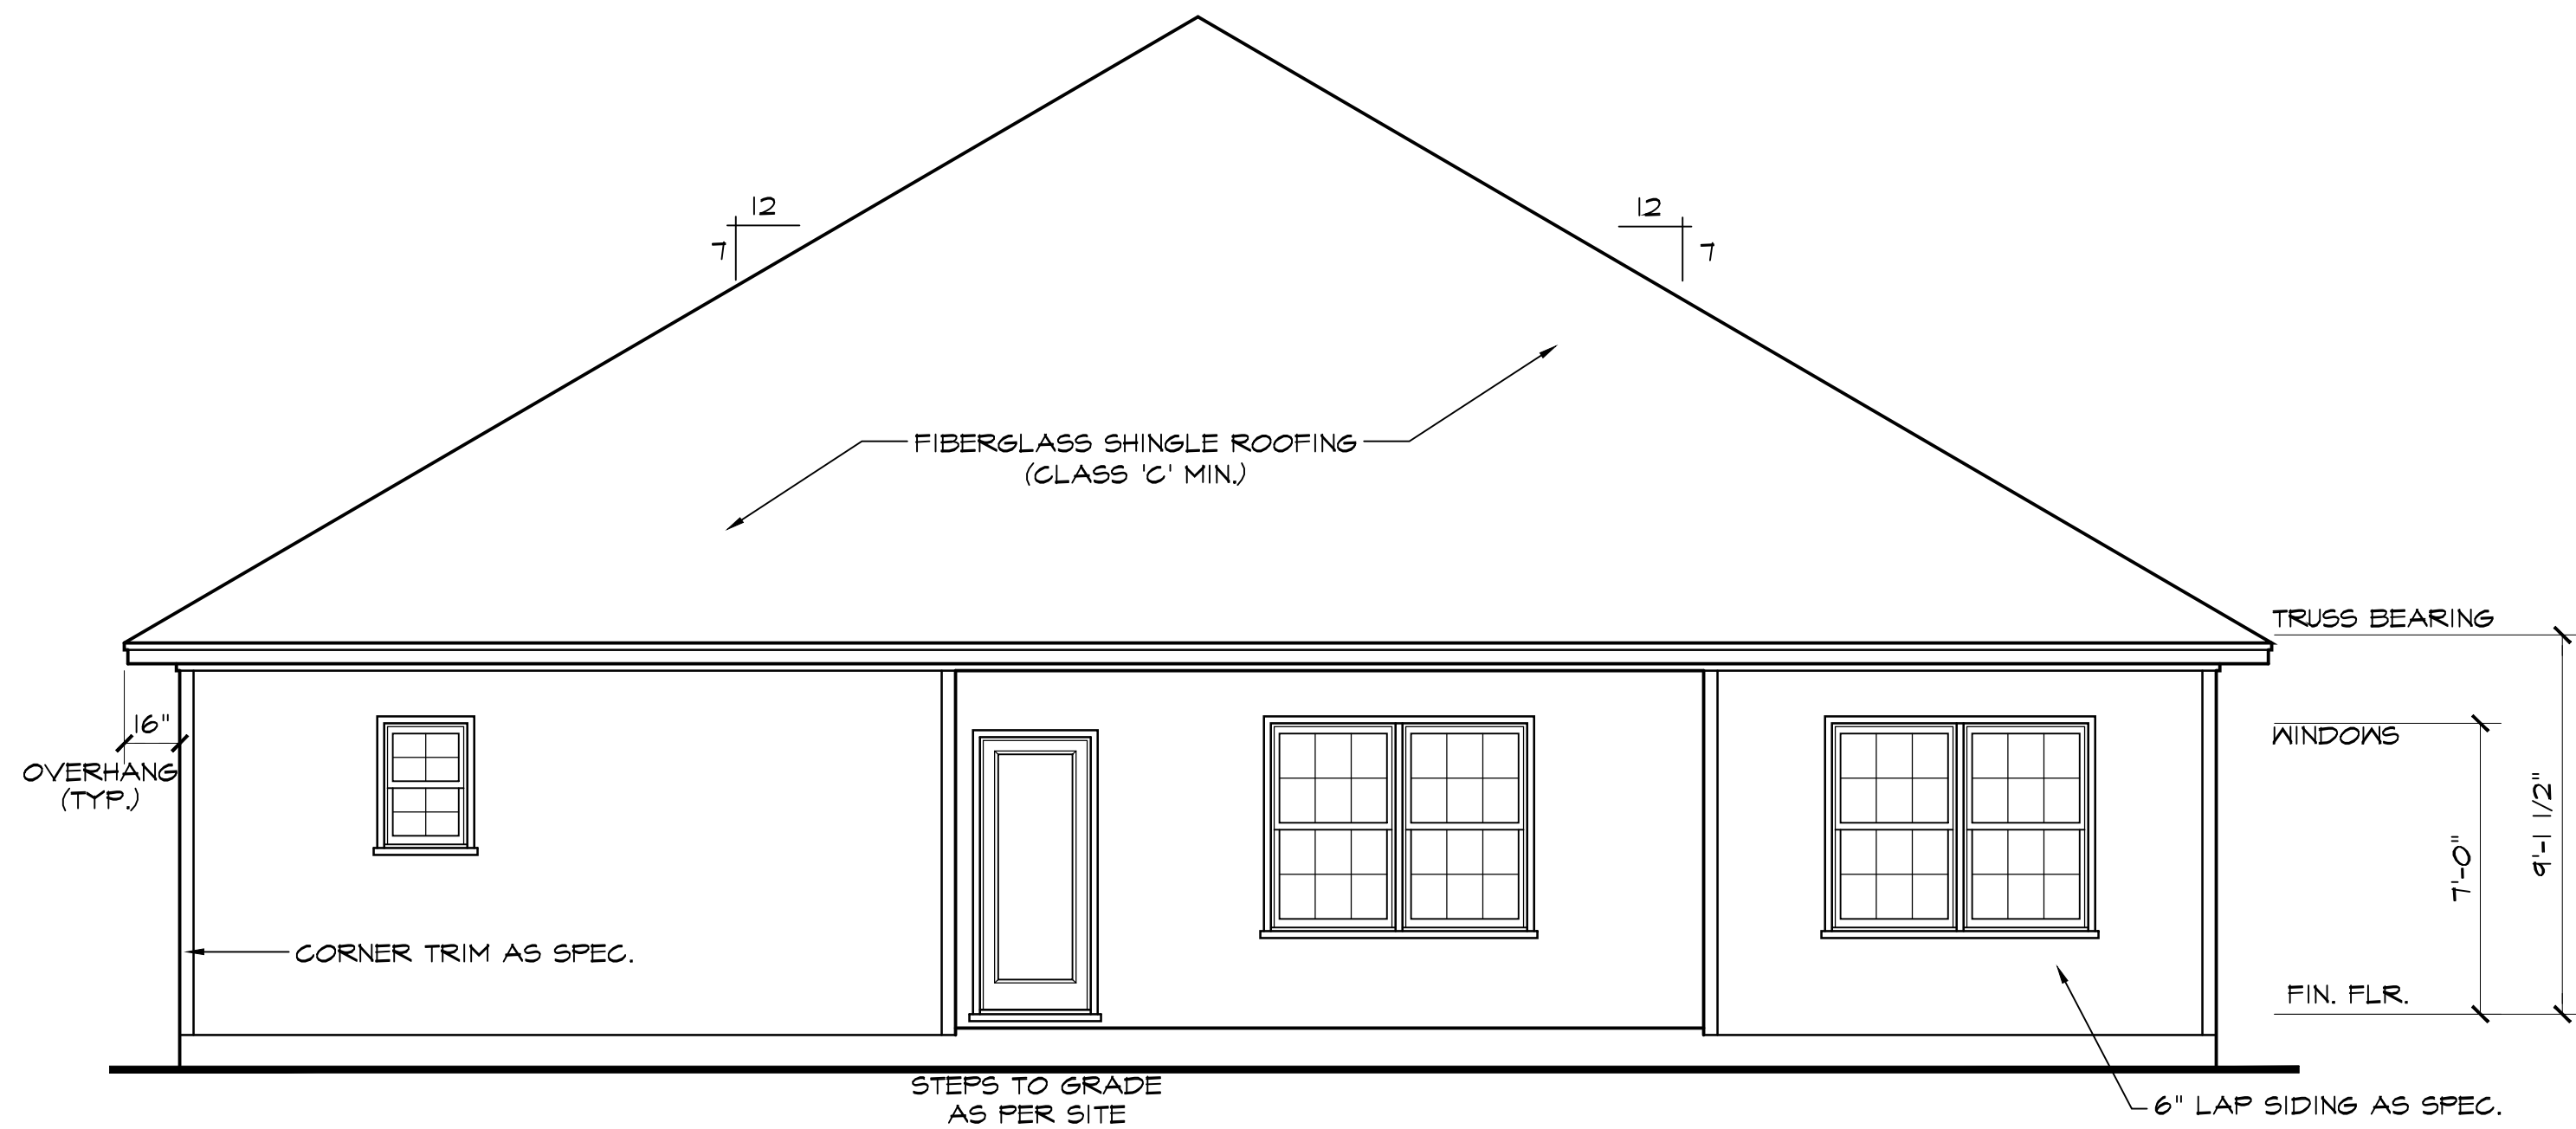 12
7
12
7
FIBERGLASS SHINGLE ROOFING
(CLASS 'C' MIN.)
TRUSS BEARING
16"
OVERHANG
(TYP.)
WINDOWS
7'-0"
9'-1 1/2"
CORNER TRIM AS SPEC.
FIN. FLR.
STEPS TO GRADE
AS PER SITE
6" LAP SIDING AS SPEC.